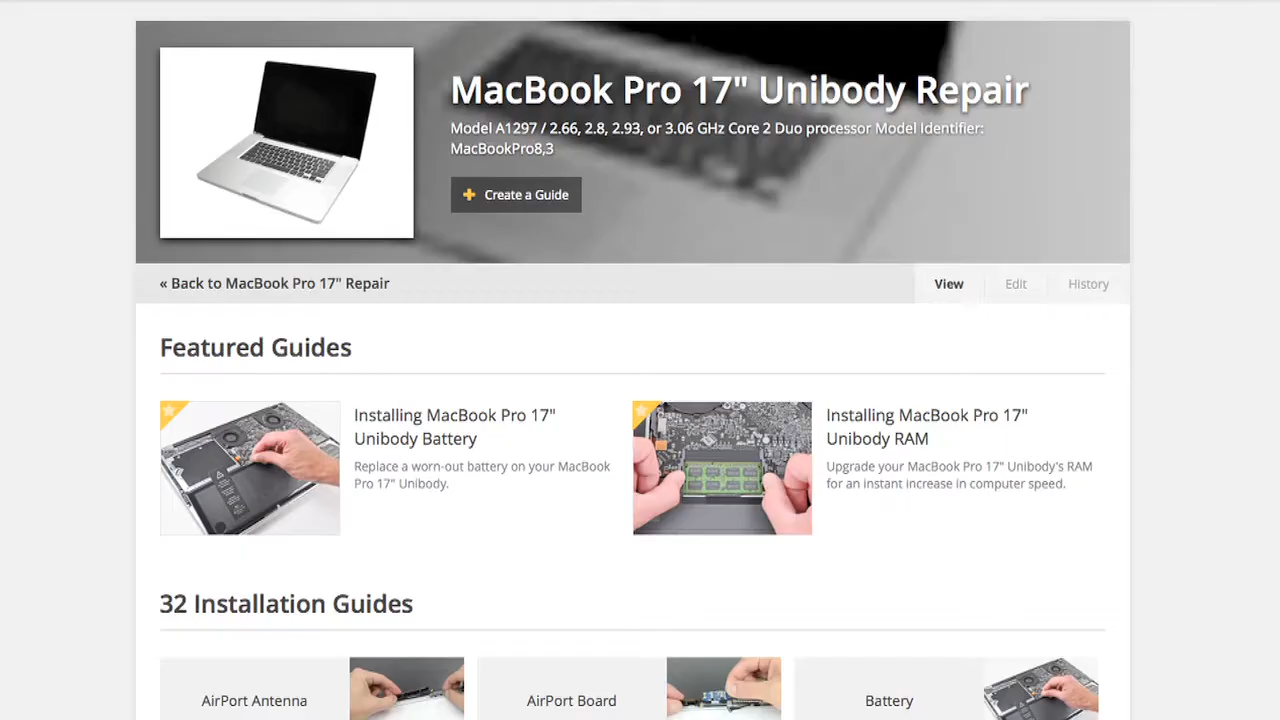 MacBook Pro 17" Unibody Repair
Model A1297 / 2.66, 2.8, 2.93, or 3.06 GHz Core 2 Duo processor Model Identifier:
MacBookPro8,3
Create a Guide
« Back to MacBook Pro 17" Repair
View
Edit
History
Featured Guides
Installing MacBook Pro 17"
Unibody Battery
Replace a worn-out battery on your MacBook
Pro 17" Unibody.
Installing MacBook Pro 17"
Unibody RAM
Upgrade your MacBook Pro 17" Unibody's RAM
for an instant increase in computer speed.
32 Installation Guides
AirPort Antenna
AirPort Board
Battery